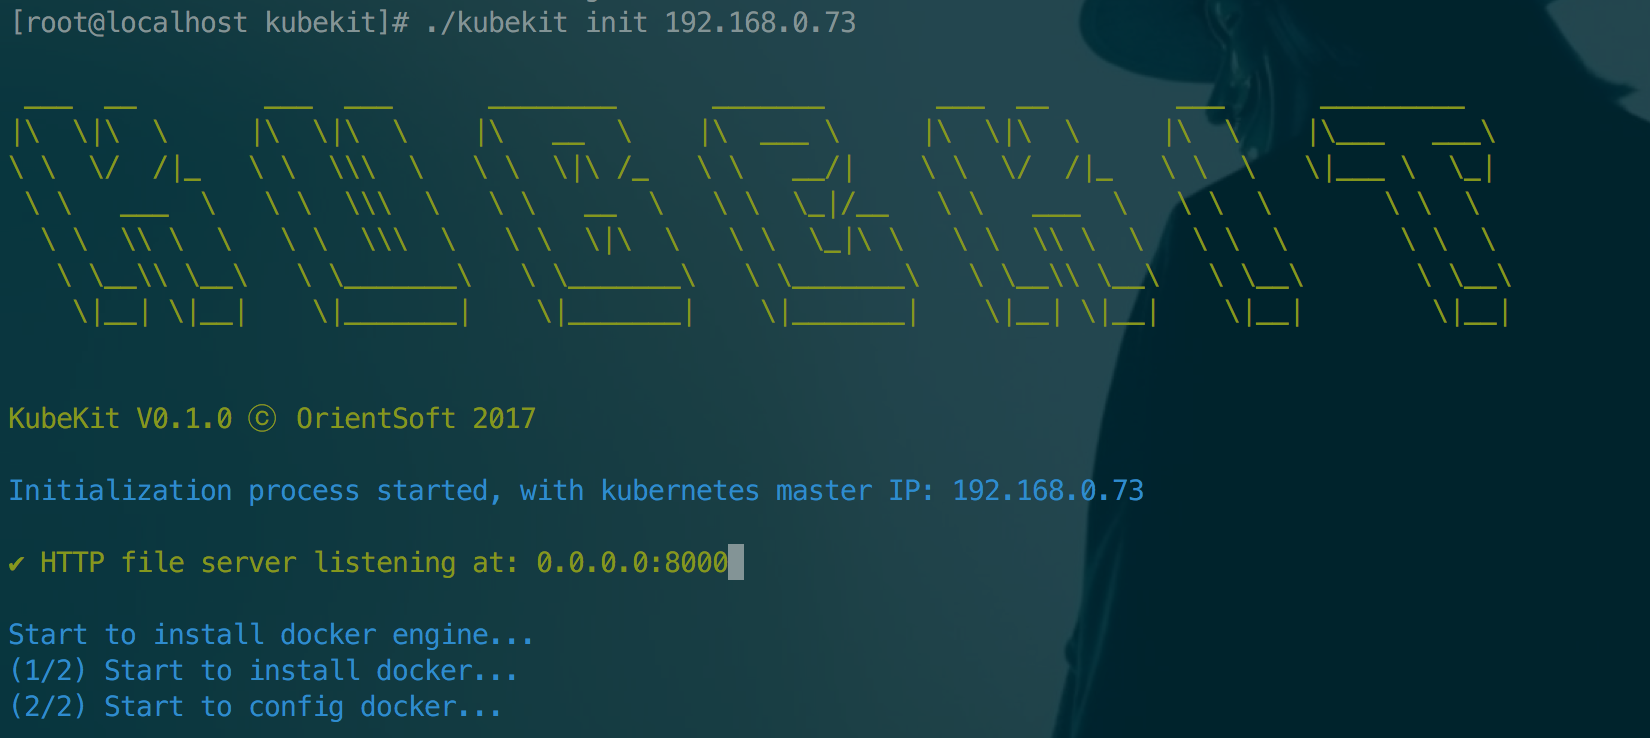 [root@localhost kubekit]# ./kubekit init 192.168.0.73
KUBEKIT
KubeKit V0.1.0 ⓒ OrientSoft 2017
Initialization process started, with kubernetes master IP: 192.168.0.73
✔ HTTP file server listening at: 0.0.0.0:8000
Start to install docker engine...
(1/2) Start to install docker...
(2/2) Start to config docker...